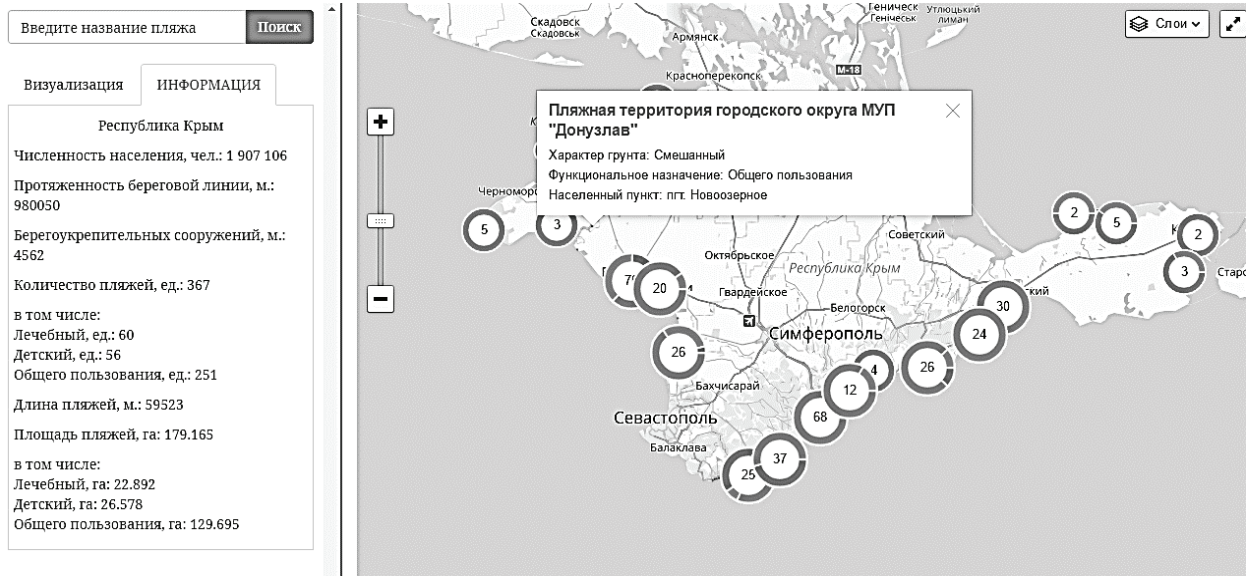 Введите название пляжа
Поиск
Визуализация
ИНФОРМАЦИЯ
Республика Крым
Численность населения, чел.: 1 907 106
Протяженность береговой линии, м.:
980050
Берегоукрепительных сооружений, м.:
4562
Количество пляжей, ед.: 367
в том числе:
Лечебный, ед.: 60
Детский, ед.: 56
Общего пользования, ед.: 251
Длина пляжей, м.: 59523
Площадь пляжей, га: 179.165
в том числе:
Лечебный, га: 22.892
Детский, га: 26.578
Общего пользования, га: 129.695
Слои
Скадовск
Скадовськ
Геническ
Генічеськ
Утлюцький
лиман
Армянск
Красноперекопск
М-18
Пляжная территория городского округа МУП
"Донузлав"
Характер грунта: Смешанный
Функциональное назначение: Общего пользования
Населенный пункт: пгт. Новоозерное
Черномор
5
3
2
5
2
3
Советский
Октябрьское
Республика Крым
20
Гвардейское
ский
30
Белогорск
Симферополь
24
26
4
26
Бахчисарай
12
Севастополь
68
Балаклава
37
25
Старо